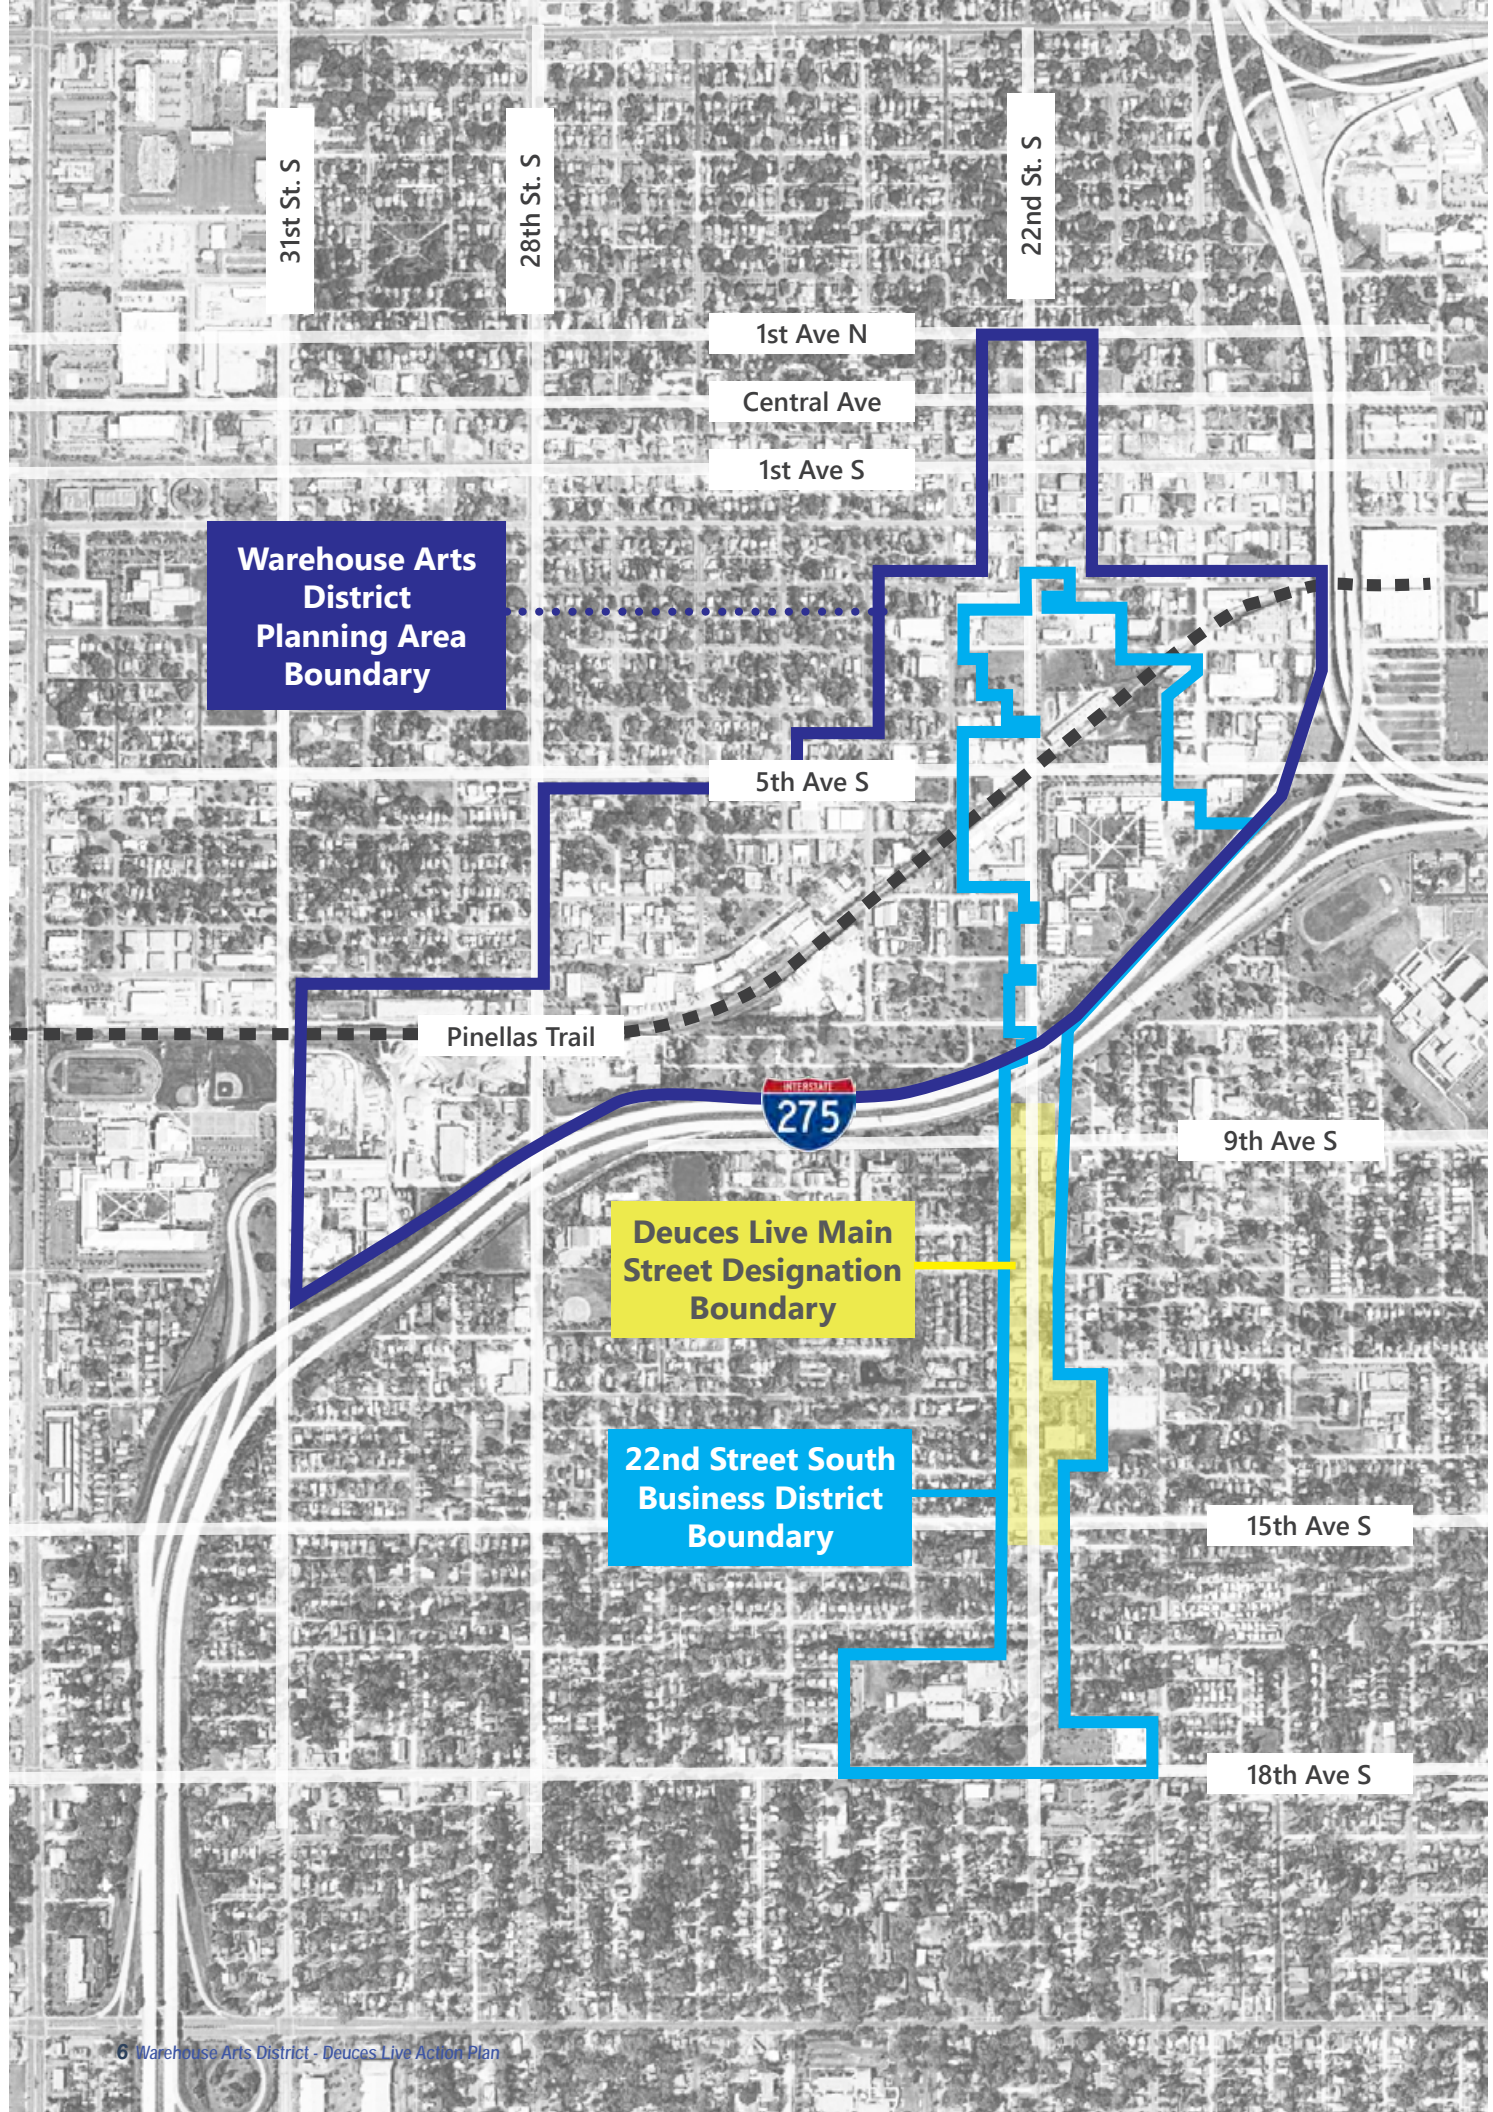 31st St. S
28th St. S
22nd St. S
1st Ave N
Central Ave
1st Ave S
Warehouse Arts
District
Planning Area
Boundary
5th Ave S
Pinellas Trail
INTERSTATE
275
9th Ave S
Deuces Live Main
Street Designation
Boundary
22nd Street South
Business District
Boundary
15th Ave S
18th Ave S
6 Warehouse Arts District - Deuces Live Action Plan